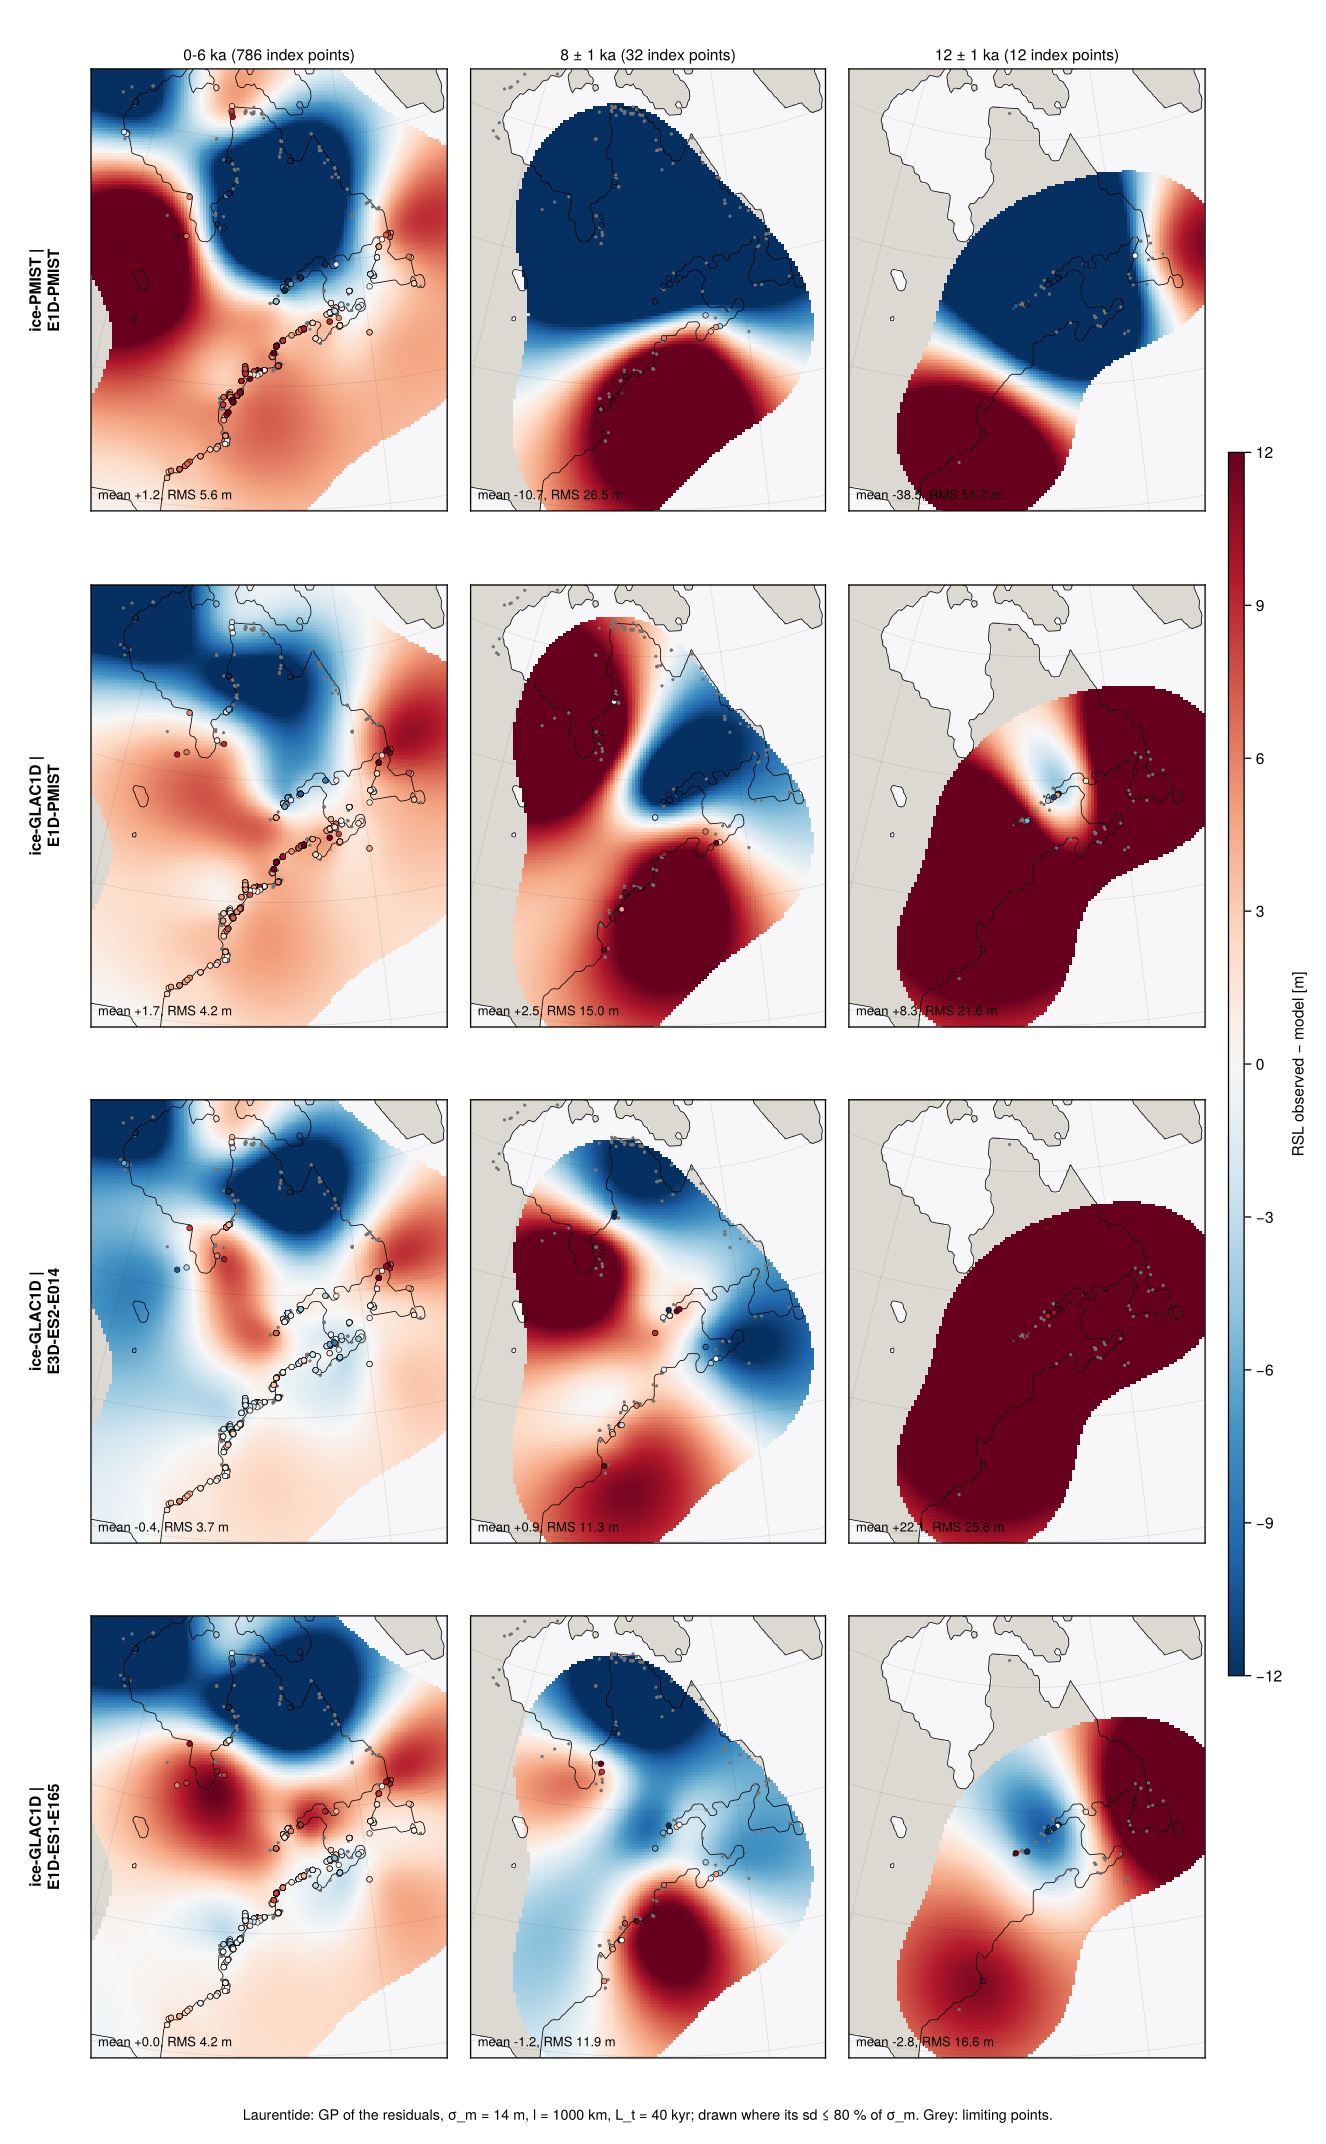 0-6 ka (786 index points)
8 ± 1 ka (32 index points)
12 ± 1 ka (12 index points)
ice-PMIST |
E1D-PMIST
mean +1.2, RMS 5.6 m
mean -10.7, RMS 26.5 m
mean -38.5, RMS 51.7 m
ice-GLAC1D |
E1D-PMIST
mean +1.7, RMS 4.2 m
mean +2.5, RMS 15.0 m
mean +8.3, RMS 21.6 m
ice-GLAC1D |
E3D-ES2-E014
mean -0.4, RMS 3.7 m
mean +0.9, RMS 11.3 m
mean +22.1, RMS 25.6 m
ice-GLAC1D |
E1D-ES1-E165
mean +0.0, RMS 4.2 m
mean -1.2, RMS 11.9 m
mean -2.8, RMS 16.6 m
12
9
6
3
0
−3
−6
−9
−12
RSL observed − model [m]
Laurentide: GP of the residuals, σ_m = 14 m, l = 1000 km, L_t = 40 kyr; drawn where its sd ≤ 80 % of σ_m. Grey: limiting points.